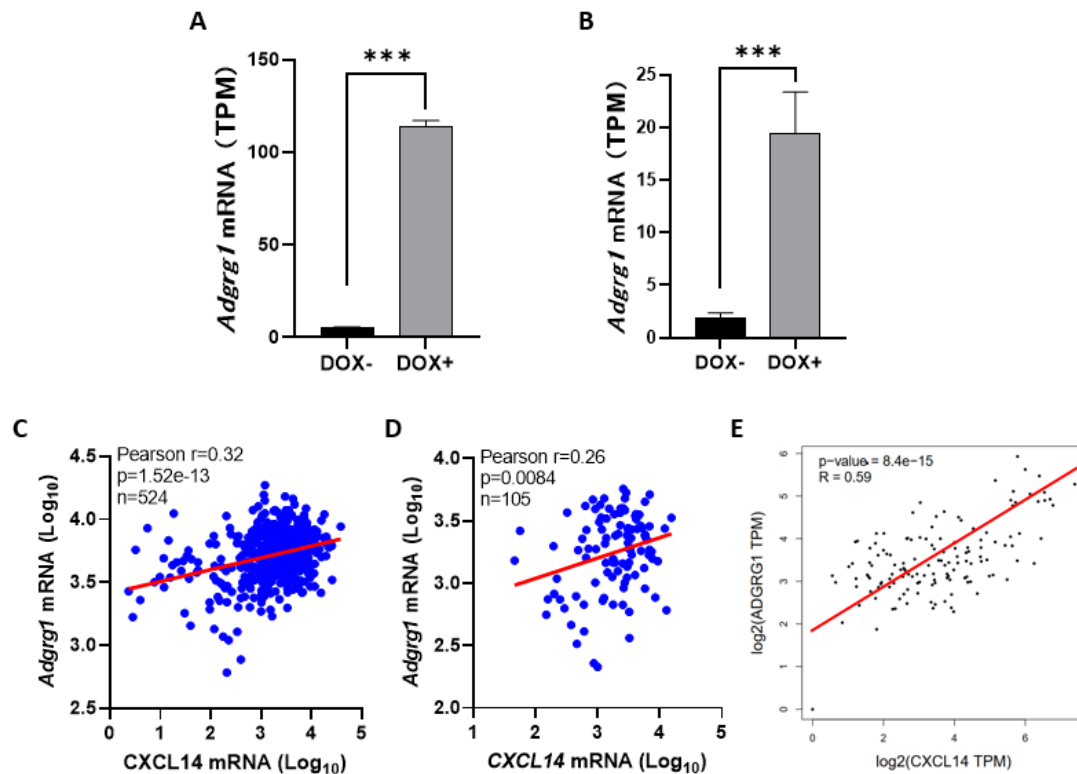 A
***
Adgrg1 mRNA (TPM)
150
100
50
0
DOX- DOX+
B
***
Adgrg1 mRNA (TPM)
25
20
15
10
5
0
DOX- DOX+
C
Pearson r=0.32
p=1.52e-13
n=524
Adgrg1 mRNA (Log10)
4.5
4.0
3.5
3.0
2.5
0 1 2 3 4 5
CXCL14 mRNA (Log10)
D
Pearson r=0.26
p=0.0084
n=105
Adgrg1 mRNA (Log10)
4.0
3.5
3.0
2.5
2.0
1 2 3 4 5
CXCL14 mRNA (Log10)
E
p-value = 8.4e-15
R = 0.59
log2(ADGRG1 TPM)
6
5
4
3
2
1
0
0 2 4 6
log2(CXCL14 TPM)